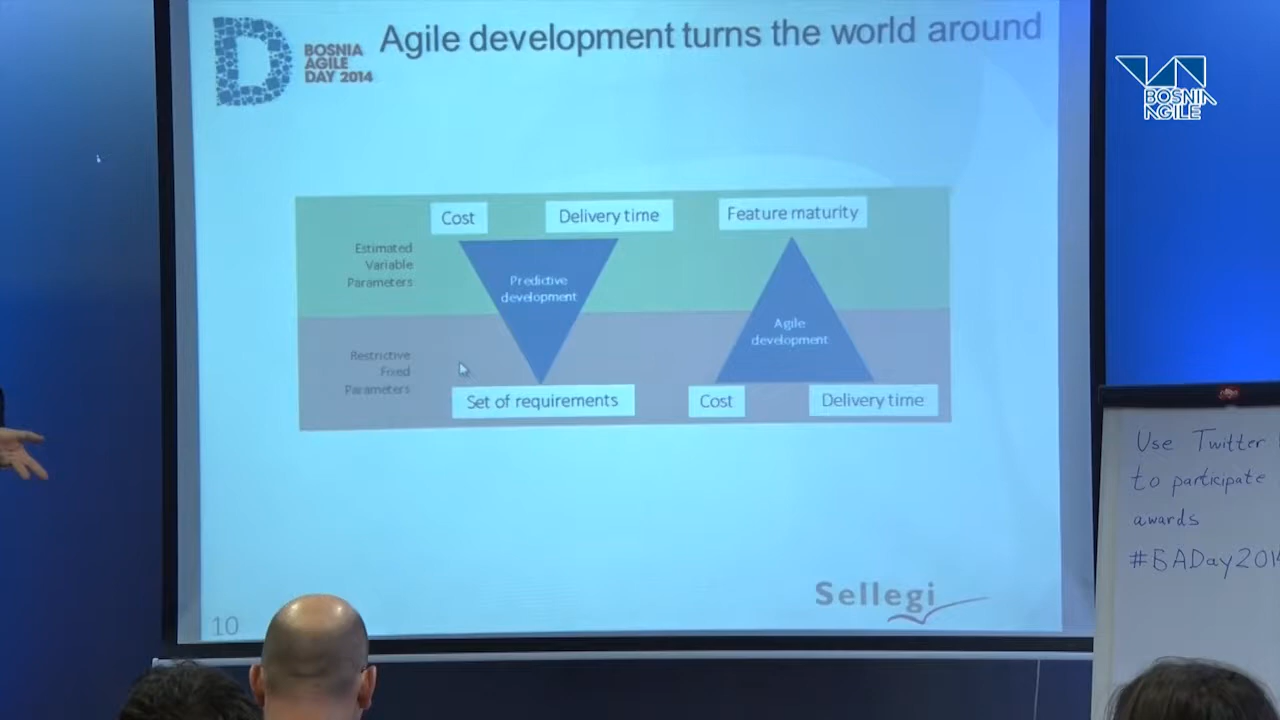 BOSNIA
AGILE
DAY 2014
Agile development turns the world around
BOSNIA
AGILE
Cost
Delivery time
Feature maturity
Estimated
Variable
Parameters
Predictive
development
Agile
development
Restrictive
Fixed
Parameters
Set of requirements
Cost
Delivery time
Sellegi
10
Use Twitter
to participate
awards
#BADay201